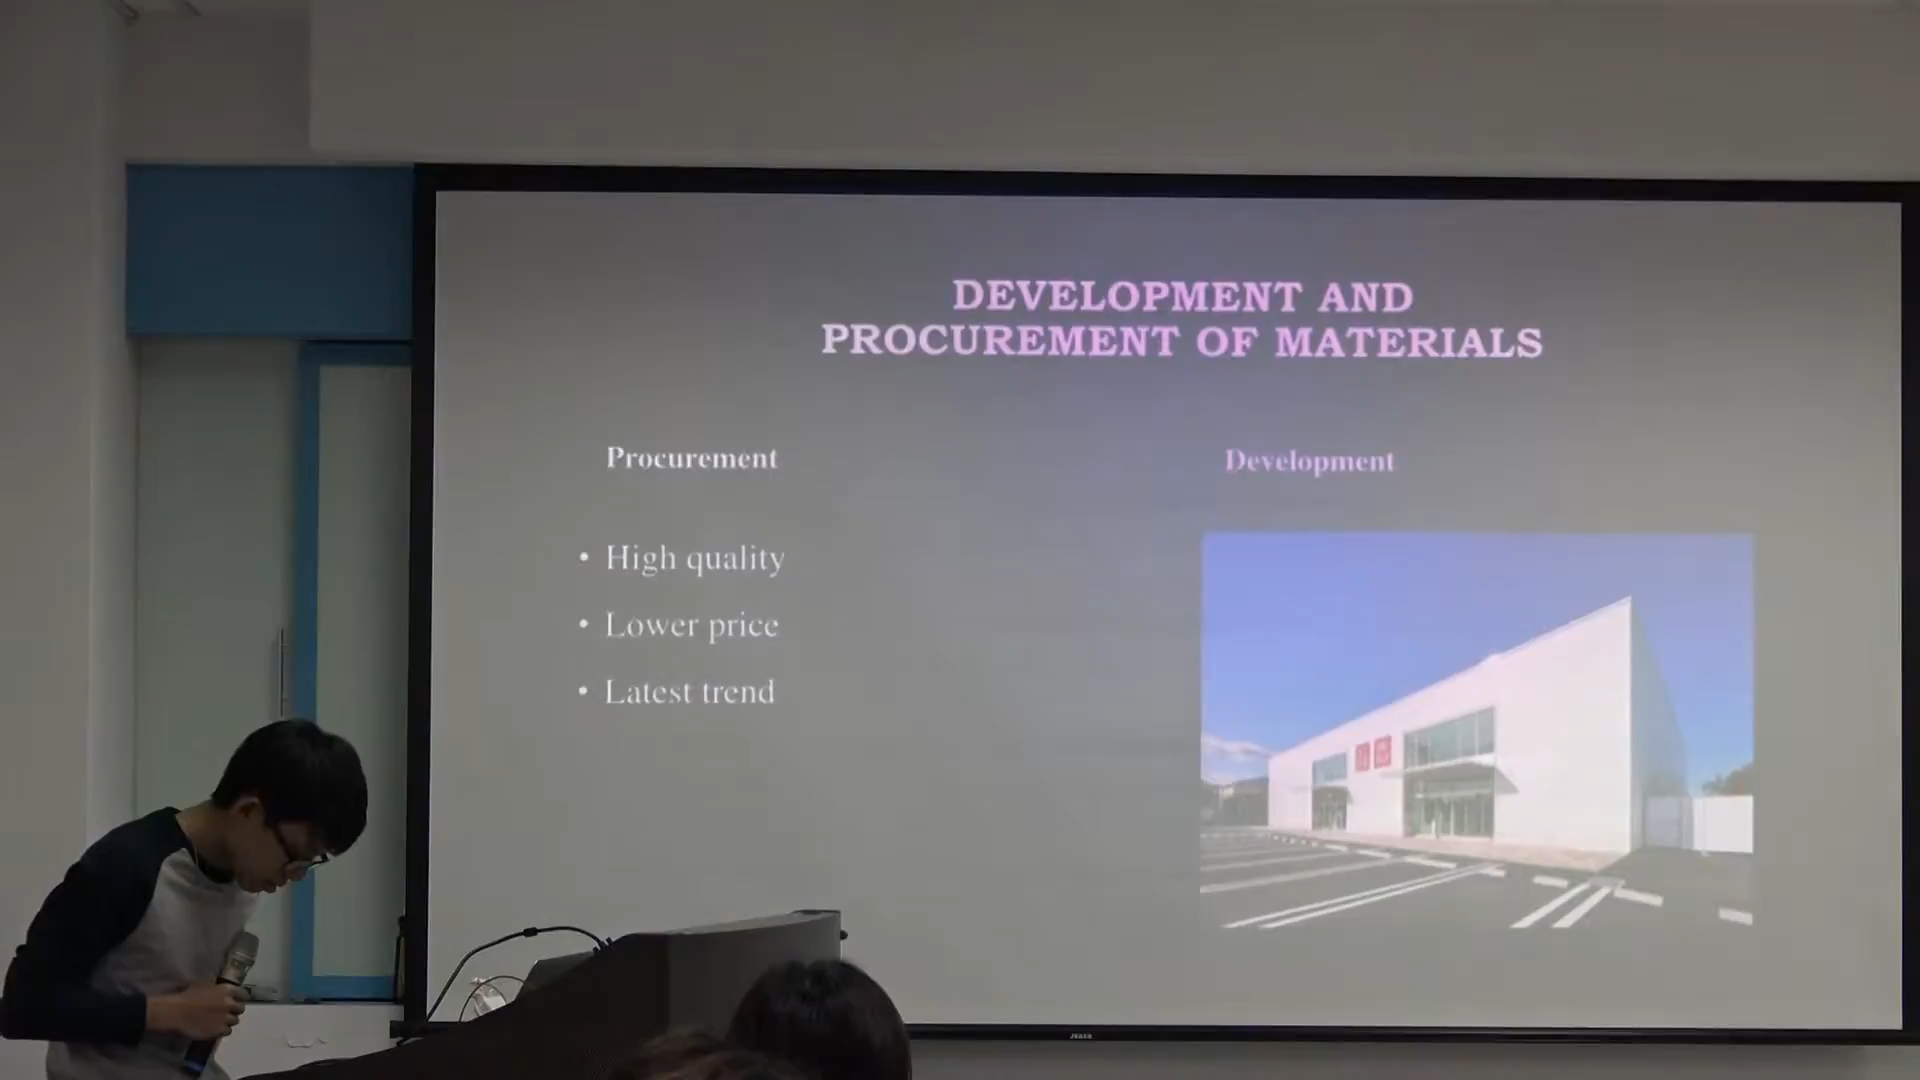 DEVELOPMENT AND
PROCUREMENT OF MATERIALS
Procurement
Development
• High quality
• Lower price
• Latest trend